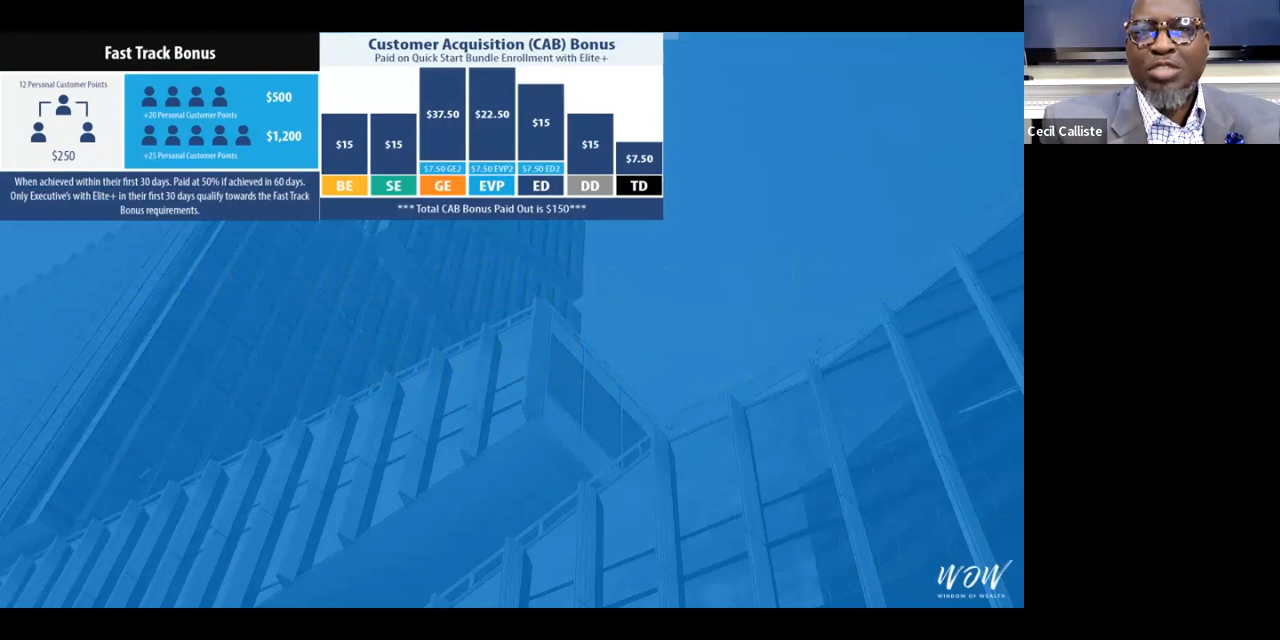 Fast Track Bonus
12 Personal Customer Points
$250
$500
+20 Personal Customer Points
$1,200
+25 Personal Customer Points
When achieved within their first 30 days. Paid at 50% if achieved in 60 days.
Only Executive's with Elite+ in their first 30 days qualify towards the Fast Track
Bonus requirements.
Customer Acquisition (CAB) Bonus
Paid on Quick Start Bundle Enrollment with Elite+
$15 $15 $37.50 $22.50 $15 $15 $7.50
$7.50 GE2 $7.50 EVP2 $7.50 ED2
BE SE GE EVP ED DD TD
***Total CAB Bonus Paid Out is $150***
Cecil Calliste
WOW
WINDOW OF WEALTH